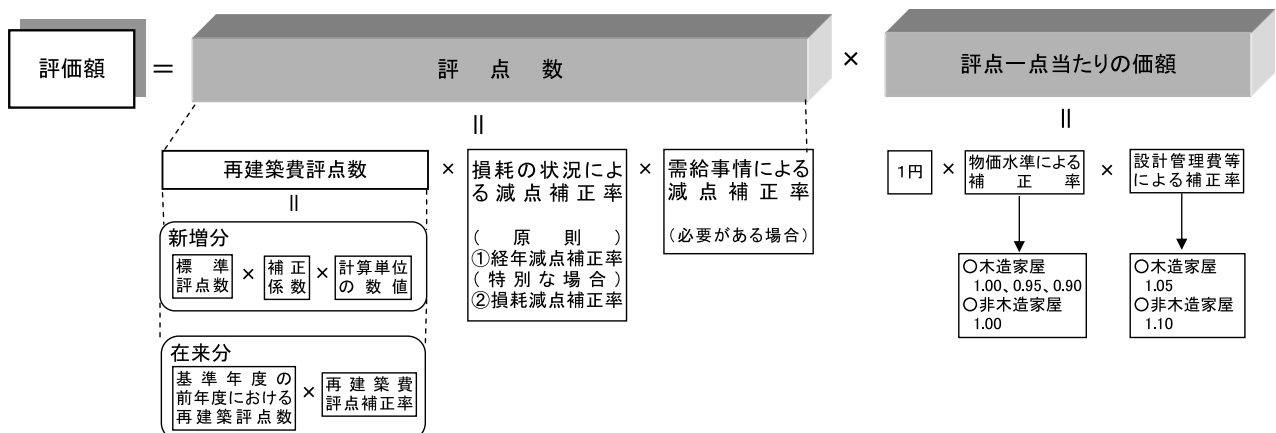 評価額 = 評点数 × 評点一点当たりの価額
||
||
再建築費評点数 × 損耗の状況によ
る減点補正率
(原則)
①経年減点補正率
(特別な場合)
②損耗減点補正率
× 需給事情による
減点補正率
(必要がある場合)
1円 × 物価水準による
補正率
× 設計管理費等
による補正率
||
新増分
標準
評点数
× 補正
係数
× 計算単位
の数値
○木造家屋
1.00、0.95、0.90
○非木造家屋
1.00
○木造家屋
1.05
○非木造家屋
1.10
在来分
基準年度の
前年度における
再建築評点数
× 再建築費
評点補正率